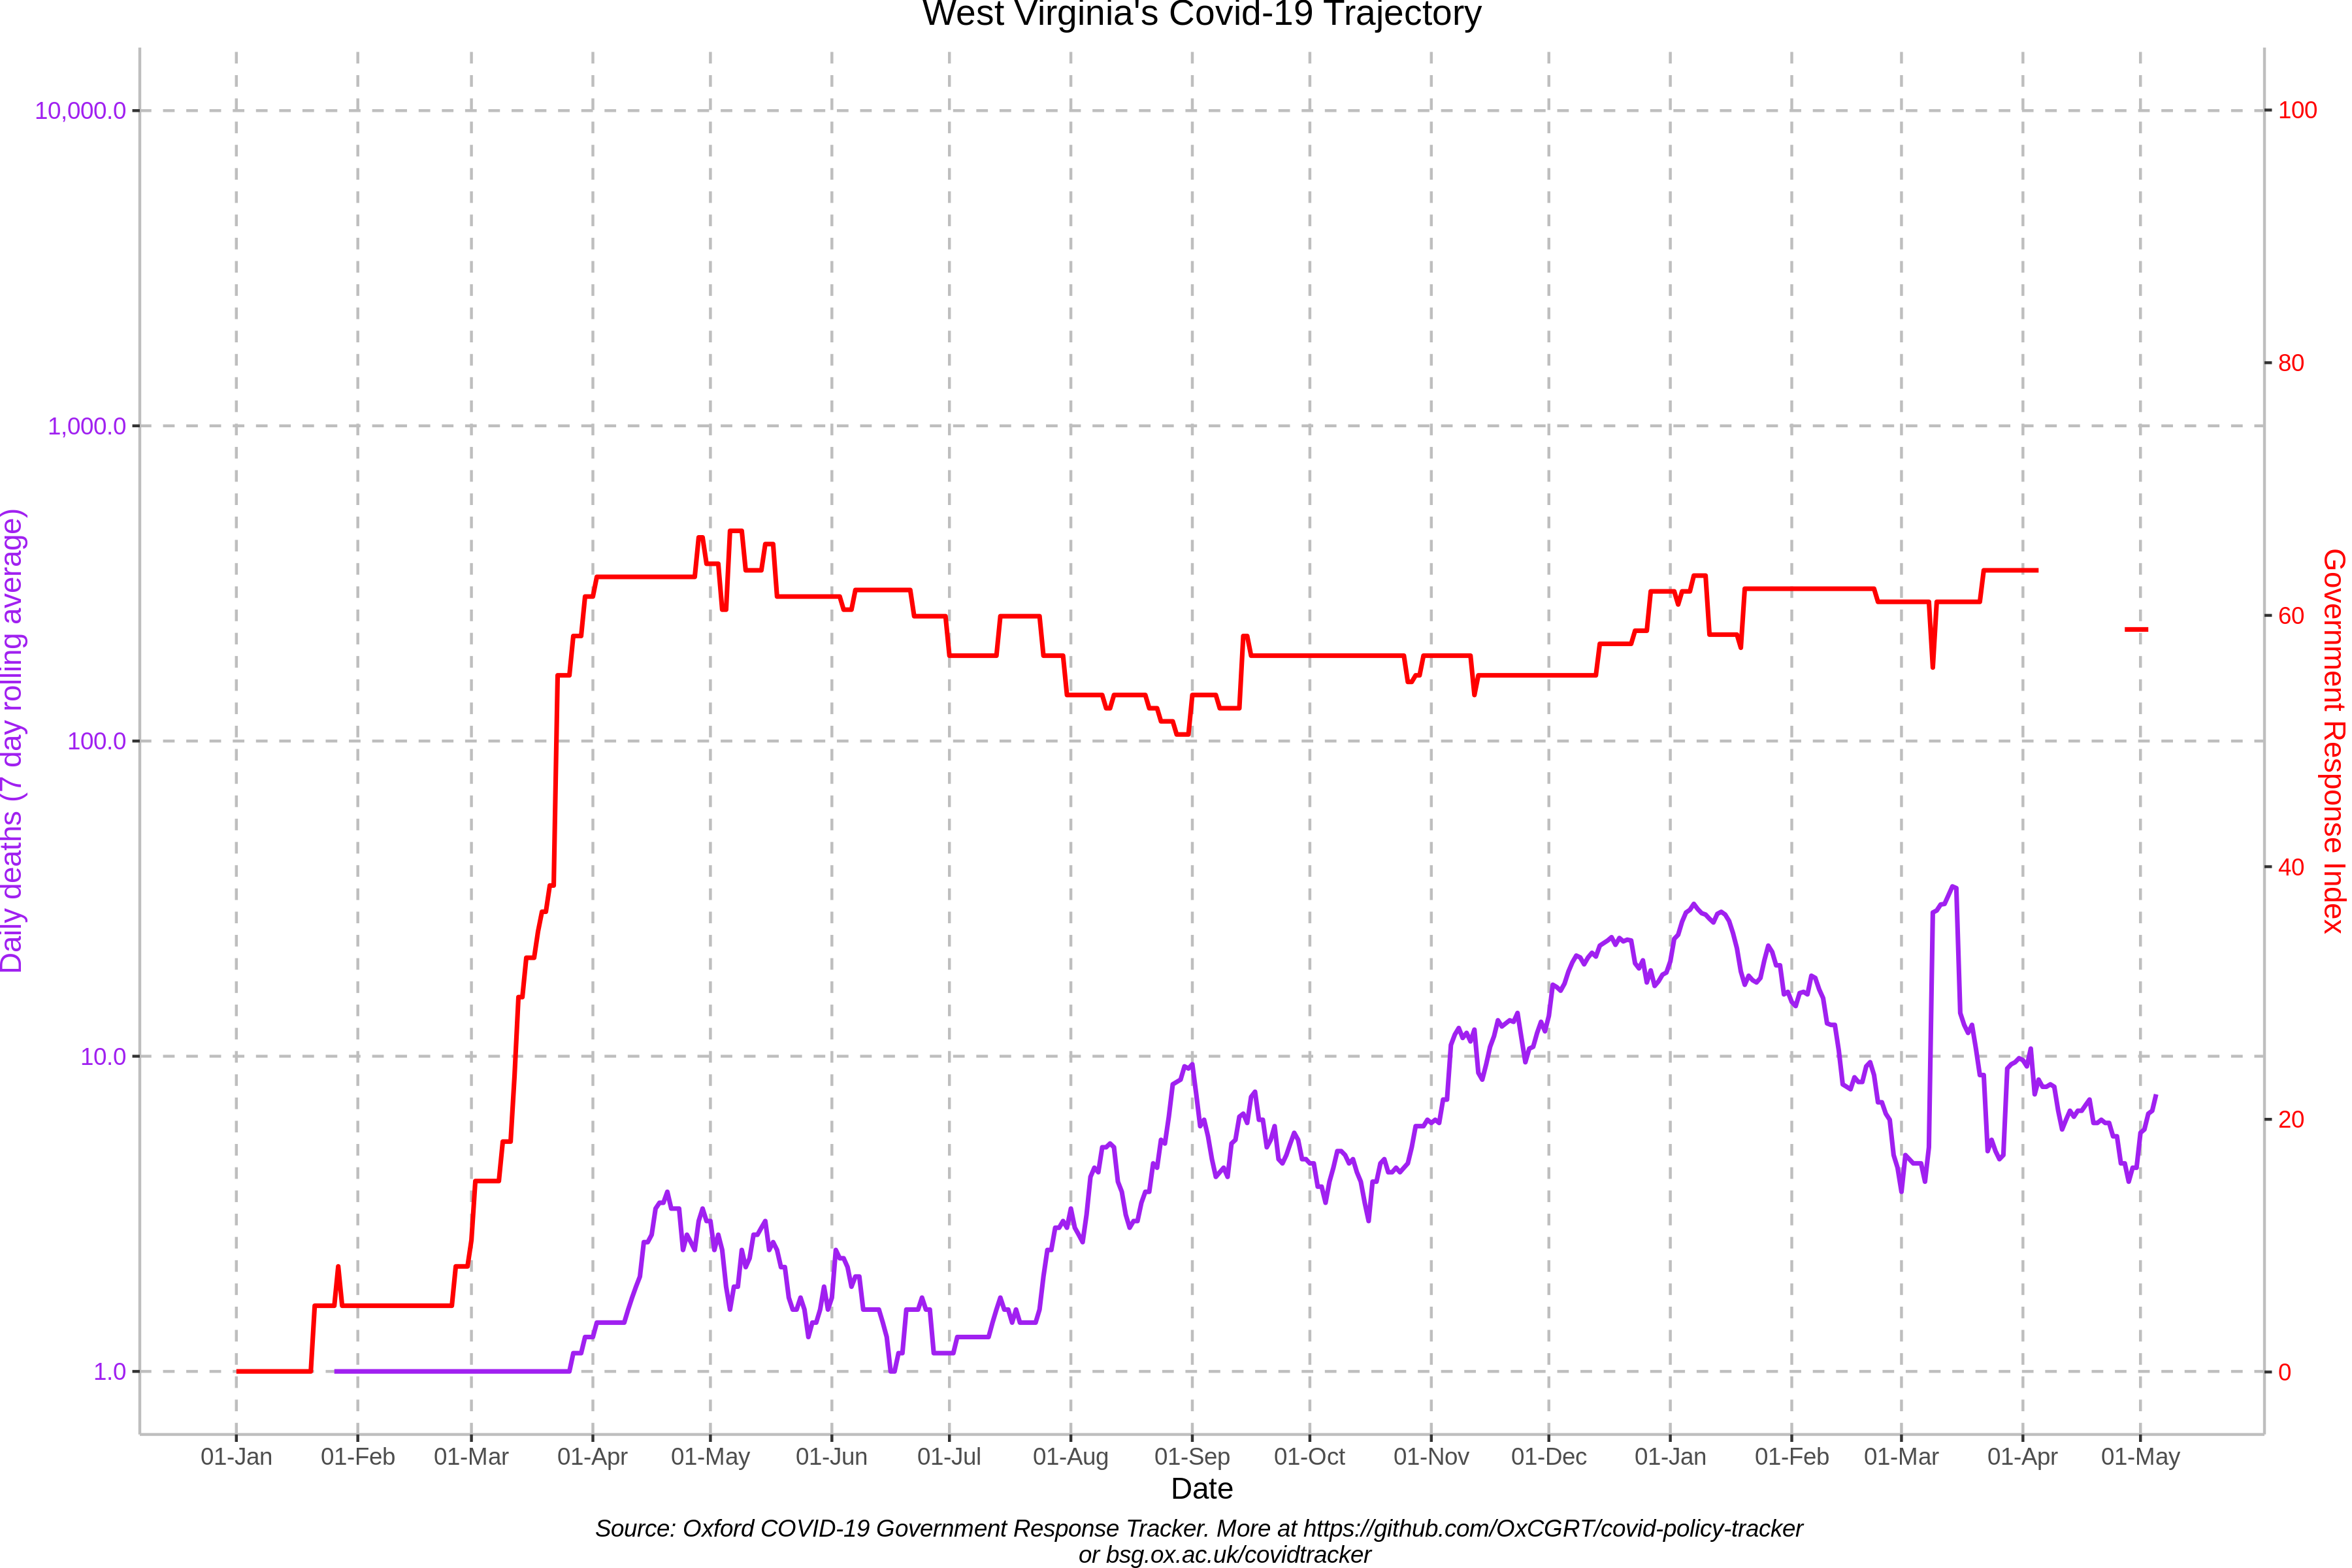 West Virginia's Covid-19 Trajectory
10,000.0
1,000.0
100.0
10.0
1.0
Daily deaths (7 day rolling average)
100
80
60
40
20
0
Government Response Index
01-Jan 01-Feb 01-Mar 01-Apr 01-May 01-Jun 01-Jul 01-Aug 01-Sep 01-Oct 01-Nov 01-Dec 01-Jan 01-Feb 01-Mar 01-Apr 01-May
Date
Source: Oxford COVID-19 Government Response Tracker. More at https://github.com/OxCGRT/covid-policy-tracker
or bsg.ox.ac.uk/covidtracker